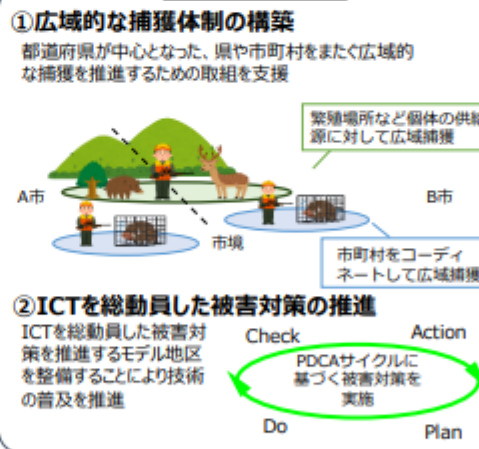 ①広域的な捕獲体制の構築
都道府県が中心となった、県や市町村をまたぐ広域的
な捕獲を推進するための取組を支援
繁殖場所など個体の供給
源に対して広域捕獲
A市
B市
市境
市町村をコーディ
ネートして広域捕獲
②ICTを総動員した被害対策の推進
ICTを総動員した被害対
策を推進するモデル地区
を整備することにより技術
の普及を推進
Check
Action
PDCAサイクルに
基づく被害対策を
実施
Do
Plan